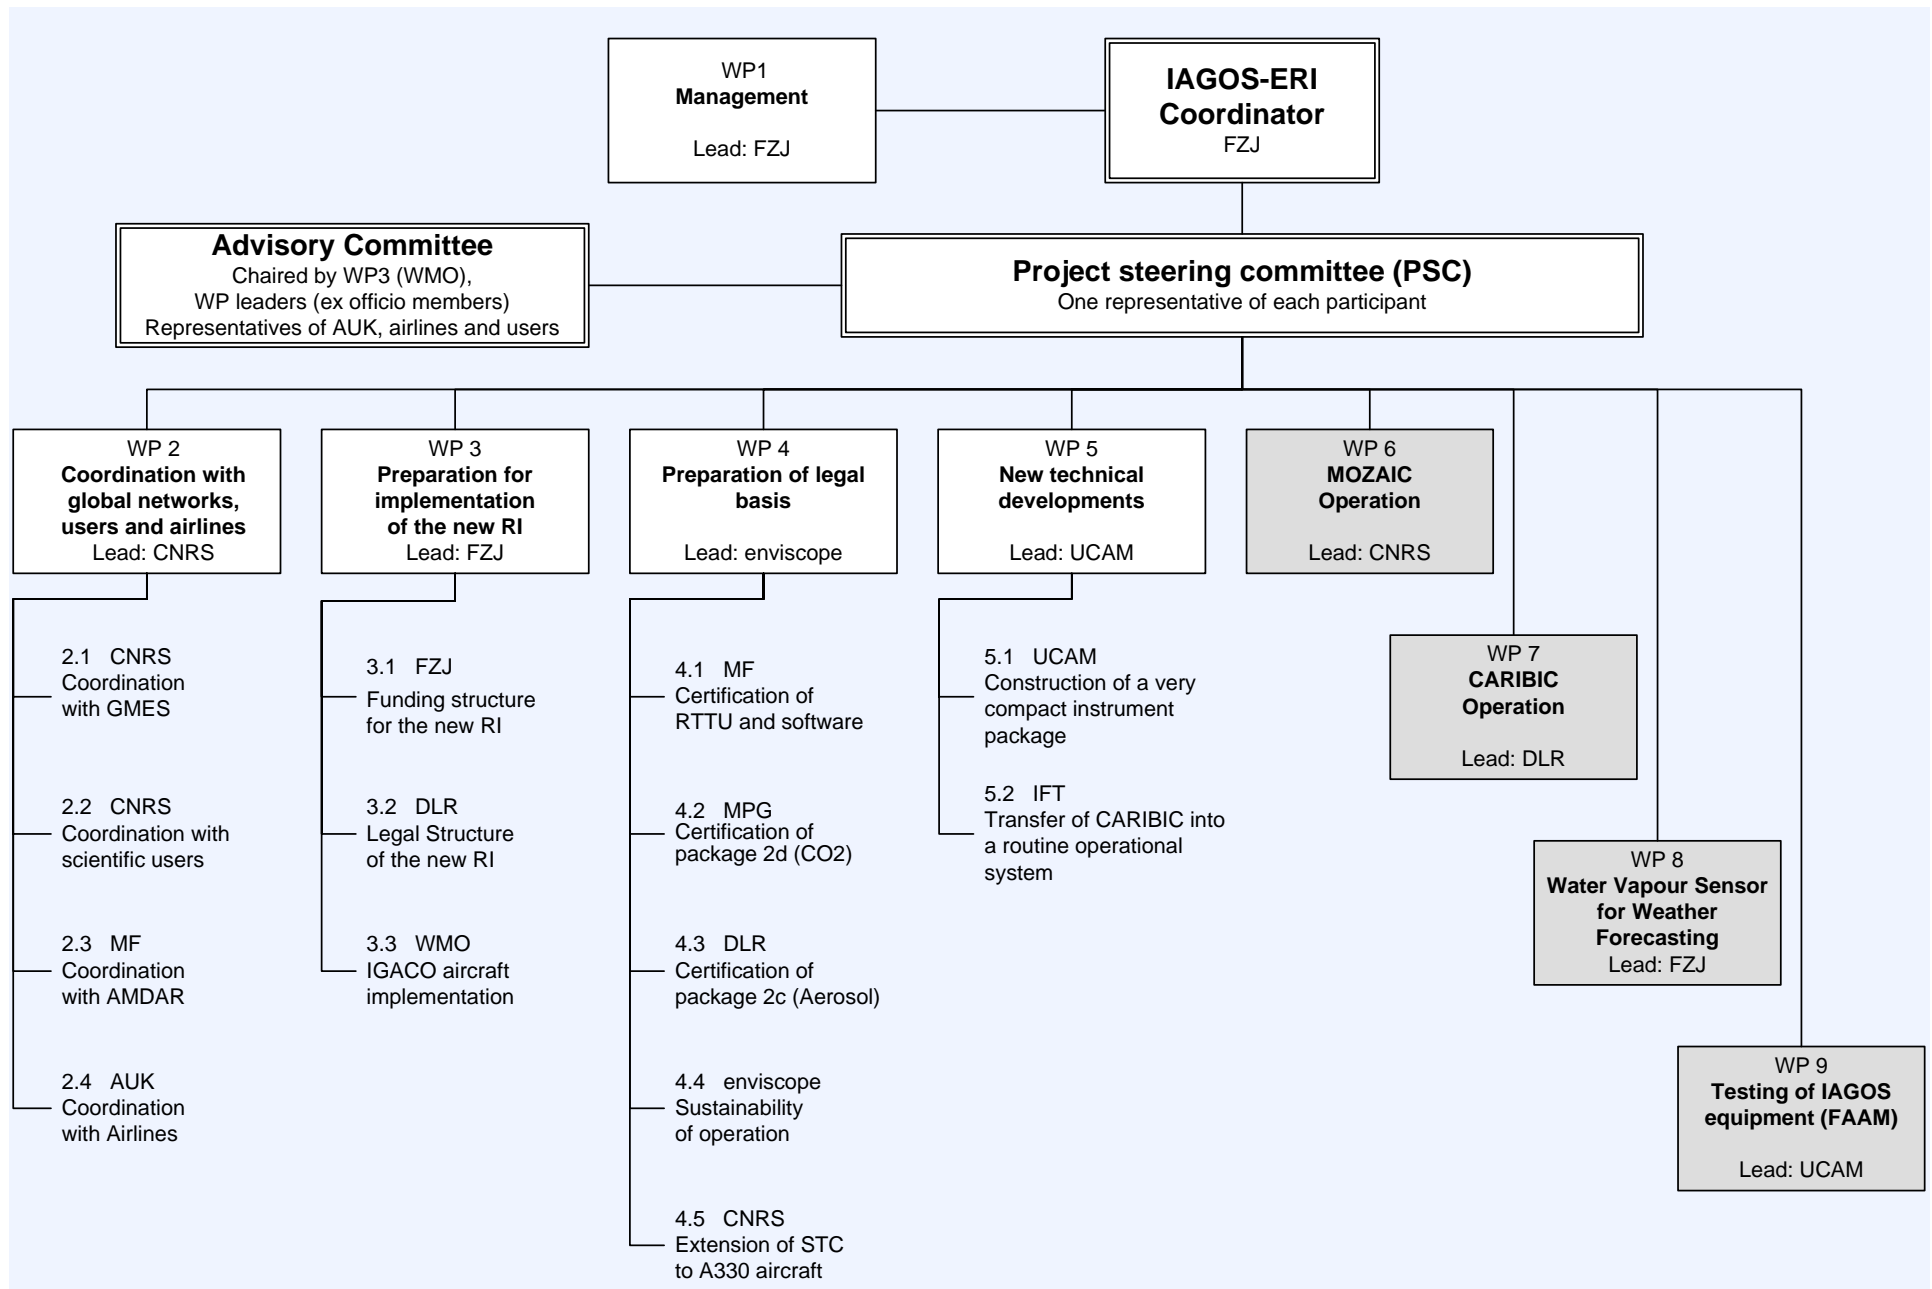 WP1
Management
Lead: FZJ
IAGOS-ERI
Coordinator
FZJ
Advisory Committee
Chaired by WP3 (WMO),
WP leaders (ex officio members)
Representatives of AUK, airlines and users
Project steering committee (PSC)
One representative of each participant
WP 2
Coordination with
global networks,
users and airlines
Lead: CNRS
2.1 CNRS
Coordination
with GMES
2.2 CNRS
Coordination with
scientific users
2.3 MF
Coordination
with AMDAR
2.4 AUK
Coordination
with Airlines
WP 3
Preparation for
implementation
of the new RI
Lead: FZJ
3.1 FZJ
Funding structure
for the new RI
3.2 DLR
Legal Structure
of the new RI
3.3 WMO
IGACO aircraft
implementation
WP 4
Preparation of legal
basis
Lead: enviscope
4.1 MF
Certification of
RTTU and software
4.2 MPG
Certification of
package 2d (CO2)
4.3 DLR
Certification of
package 2c (Aerosol)
4.4 enviscope
Sustainability
of operation
4.5 CNRS
Extension of STC
to A330 aircraft
WP 5
New technical
developments
Lead: UCAM
5.1 UCAM
Construction of a very
compact instrument
package
5.2 IFT
Transfer of CARIBIC into
a routine operational
system
WP 6
MOZAIC
Operation
Lead: CNRS
WP 7
CARIBIC
Operation
Lead: DLR
WP 8
Water Vapour Sensor
for Weather
Forecasting
Lead: FZJ
WP 9
Testing of IAGOS
equipment (FAAM)
Lead: UCAM